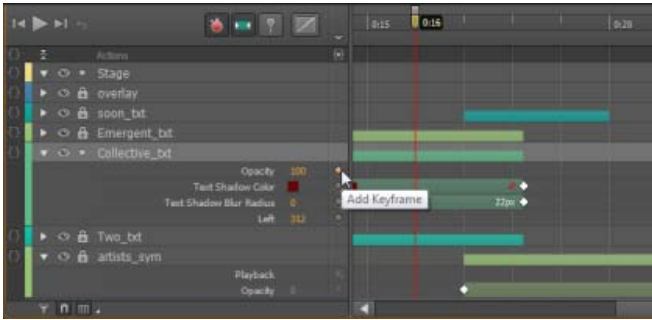 0:15 0:16 0:20
Actions
Stage
overlay
soon_txt
Emergent_txt
Collective_txt
Opacity 100
Text Shadow Color
Add Keyframe
Text Shadow Blur Radius 0 22px
Left 312
Two_txt
artists_sym
Playback
Opacity 0